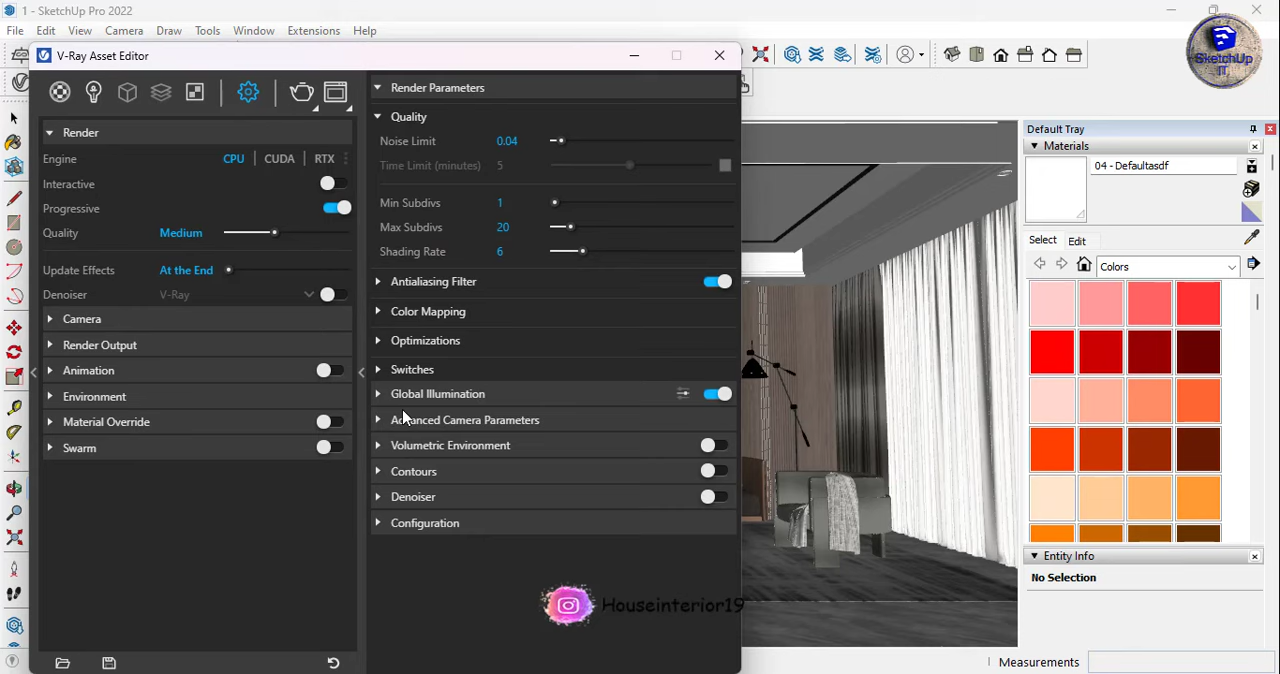 1 - SketchUp Pro 2022
File Edit View Camera Draw Tools Window Extensions Help
SketchUp
IT
V-Ray Asset Editor
Render
Engine CPU CUDA RTX
Interactive
Progressive
Quality Medium
Update Effects At the End
Denoiser V-Ray
Camera
Render Output
Animation
Environment
Material Override
Swarm
Render Parameters
Quality
Noise Limit 0.04
Time Limit (minutes) 5
Min Subdivs 1
Max Subdivs 20
Shading Rate 6
Antialiasing Filter
Color Mapping
Optimizations
Switches
Global Illumination
Advanced Camera Parameters
Volumetric Environment
Contours
Denoiser
Configuration
Houseinterior19
Default Tray
Materials
04 - Defaultasdf
Select Edit
Colors
Entity Info
No Selection
Measurements